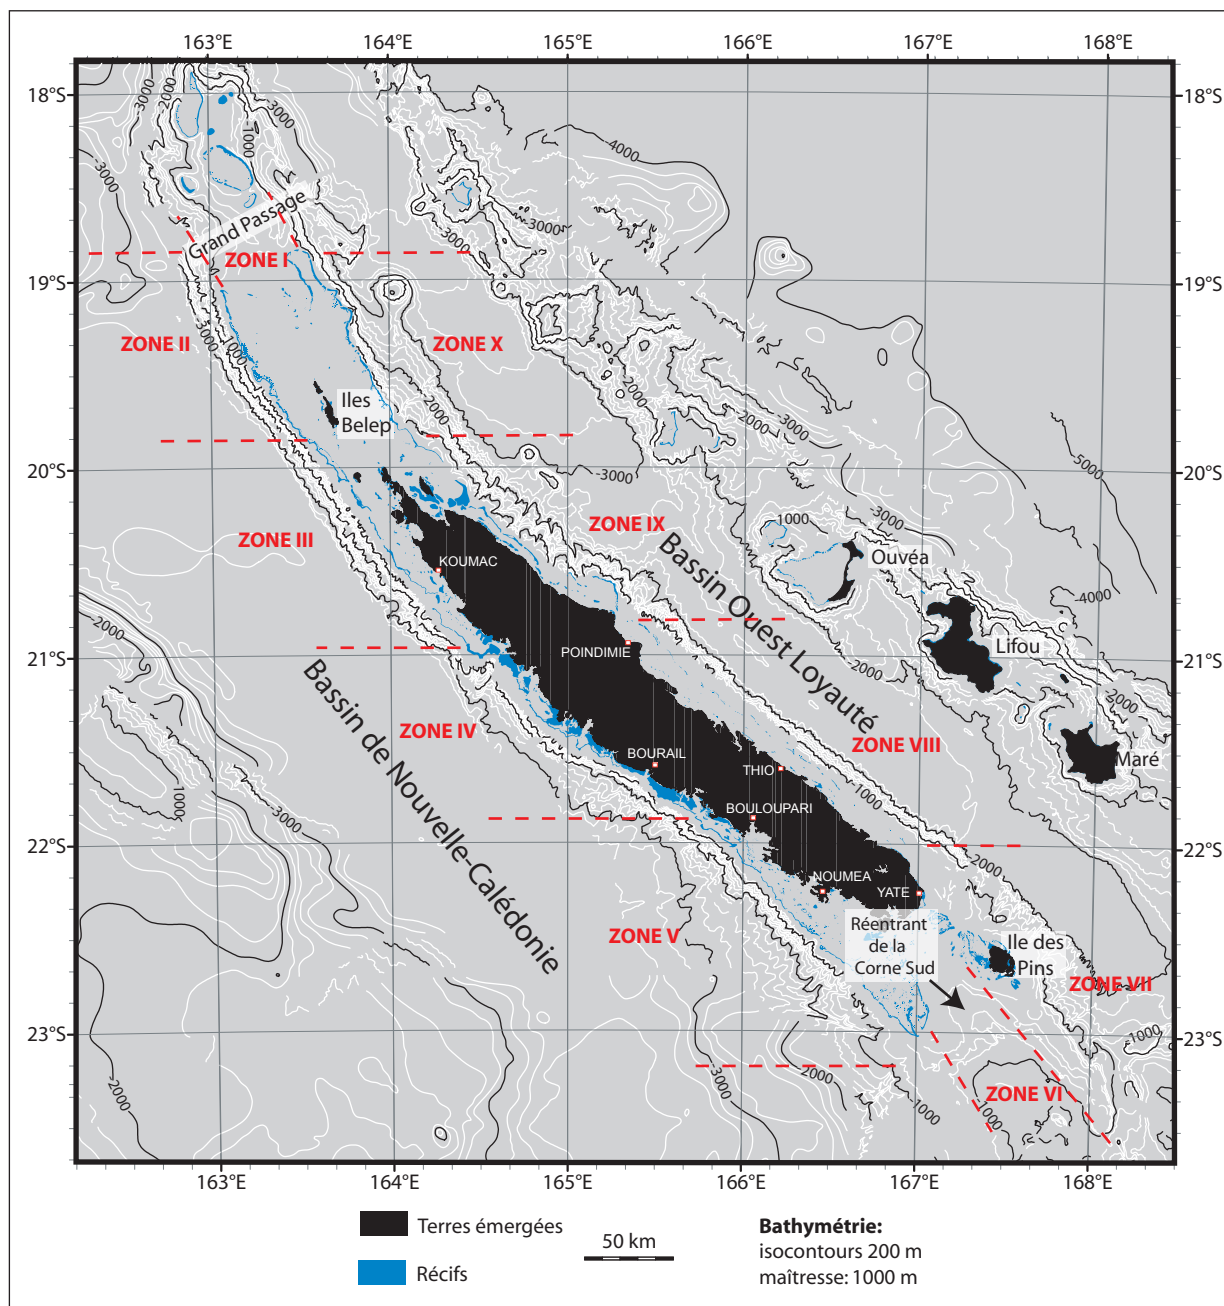 163°E 164°E 165°E 166°E 167°E 168°E
18°S 18°S
-3000
-2000
-3000
-1000
-3000
4000
-3000
-3000
Grand Passage
ZONE I
19°S 19°S
-3000
-1000
ZONE II
ZONE X
-2000
-2000
-2000
-3000
Iles
Belep
-3000
-5000
20°S 20°S
ZONE III
ZONE IX
1000
-3000
Bassin Ouest Loyauté
Ouvéa
KOUMAC
-4000
-2000
POINDIMIE
Lifou
21°S 21°S
-2000
-2000
Bassin de Nouvelle-Calédonie
ZONE IV
ZONE VIII
BOURAIL
THIO
Maré
1000
1000
BOULOUPARI
-3000
22°S 22°S
-2000
NOUMEA
YATE
ZONE V
Réentrant
de la
Corne Sud
Ile des
Pins
ZONE VII
23°S 23°S
-1000
-2000
-3000
2000
-1000
1000
ZONE VI
163°E 164°E 165°E 166°E 167°E 168°E
Terres émergées
Récifs
50 km
Bathymétrie:
isocontours 200 m
maîtresse: 1000 m